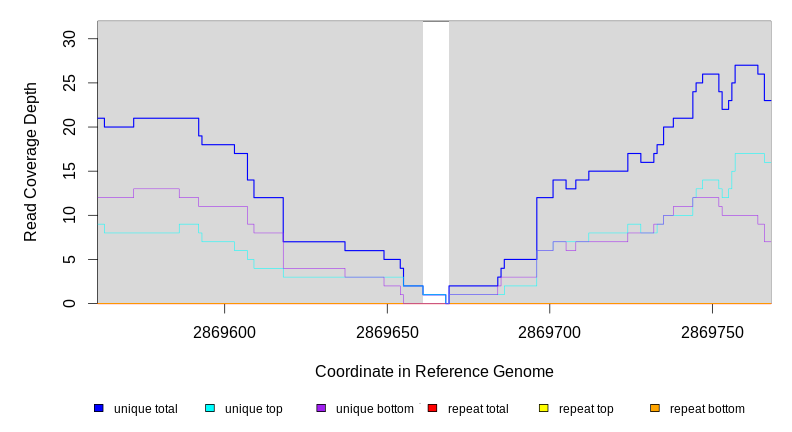 Read Coverage Depth
30
25
20
15
10
5
0
2869600 2869650 2869700 2869750
Coordinate in Reference Genome
unique total unique top unique bottom repeat total repeat top repeat bottom